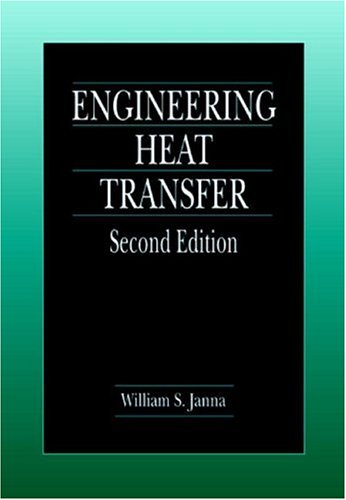 ENGINEERING
HEAT
TRANSFER
Second Edition
William S. Janna